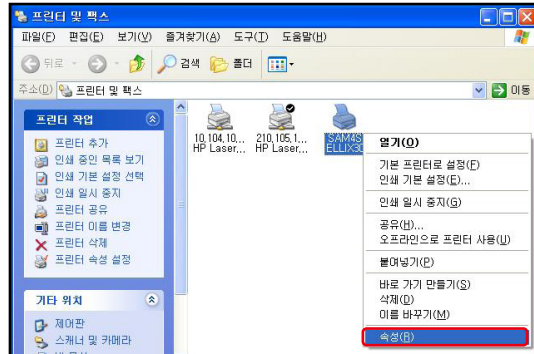 프린터 및 팩스
파일(F) 편집(E) 보기(V) 즐겨찾기(A) 도구(T) 도움말(H)
뒤로 검색 폴더
주소(D) 프린터 및 팩스 이동
프린터 작업
프린터 추가
인쇄 중인 목록 보기
인쇄 기본 설정 선택
인쇄 일시 중지
프린터 공유
프린터 이름 변경
프린터 삭제
프린터 속성 설정
기타 위치
제어판
스캐너 및 카메라
10,104,10... 210,105,1... SAM4S
HP Laser... HP Laser... ELLIX30
열기(O)
기본 프린터로 설정(F)
인쇄 기본 설정(E)...
인쇄 일시 중지(G)
공유(H)...
오프라인으로 프린터 사용(U)
붙여넣기(P)
바로 가기 만들기(S)
삭제(D)
이름 바꾸기(M)
속성(R)